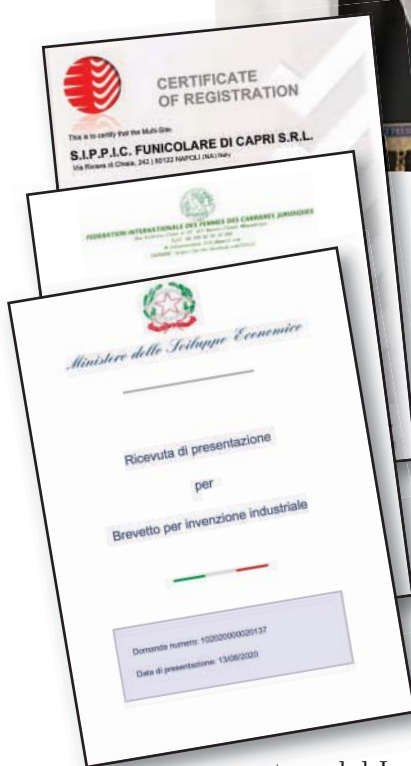 CERTIFICATE
OF REGISTRATION
This is to certify that the Multi-Site:
S.I.P.P.I.C. FUNICOLARE DI CAPRI S.R.L.
Via Riviera di Chiaia, 242 | 80122 NAPOLI (NA) Italy
FEDERATION INTERNATIONALE DES FEMMES DES CARRIERES JURIDIQUES
Ministero dello Sviluppo Economico
Ricevuta di presentazione
per
Brevetto per invenzione industriale
Domanda numero: 102020000020137
Data di presentazione: 13/08/2020